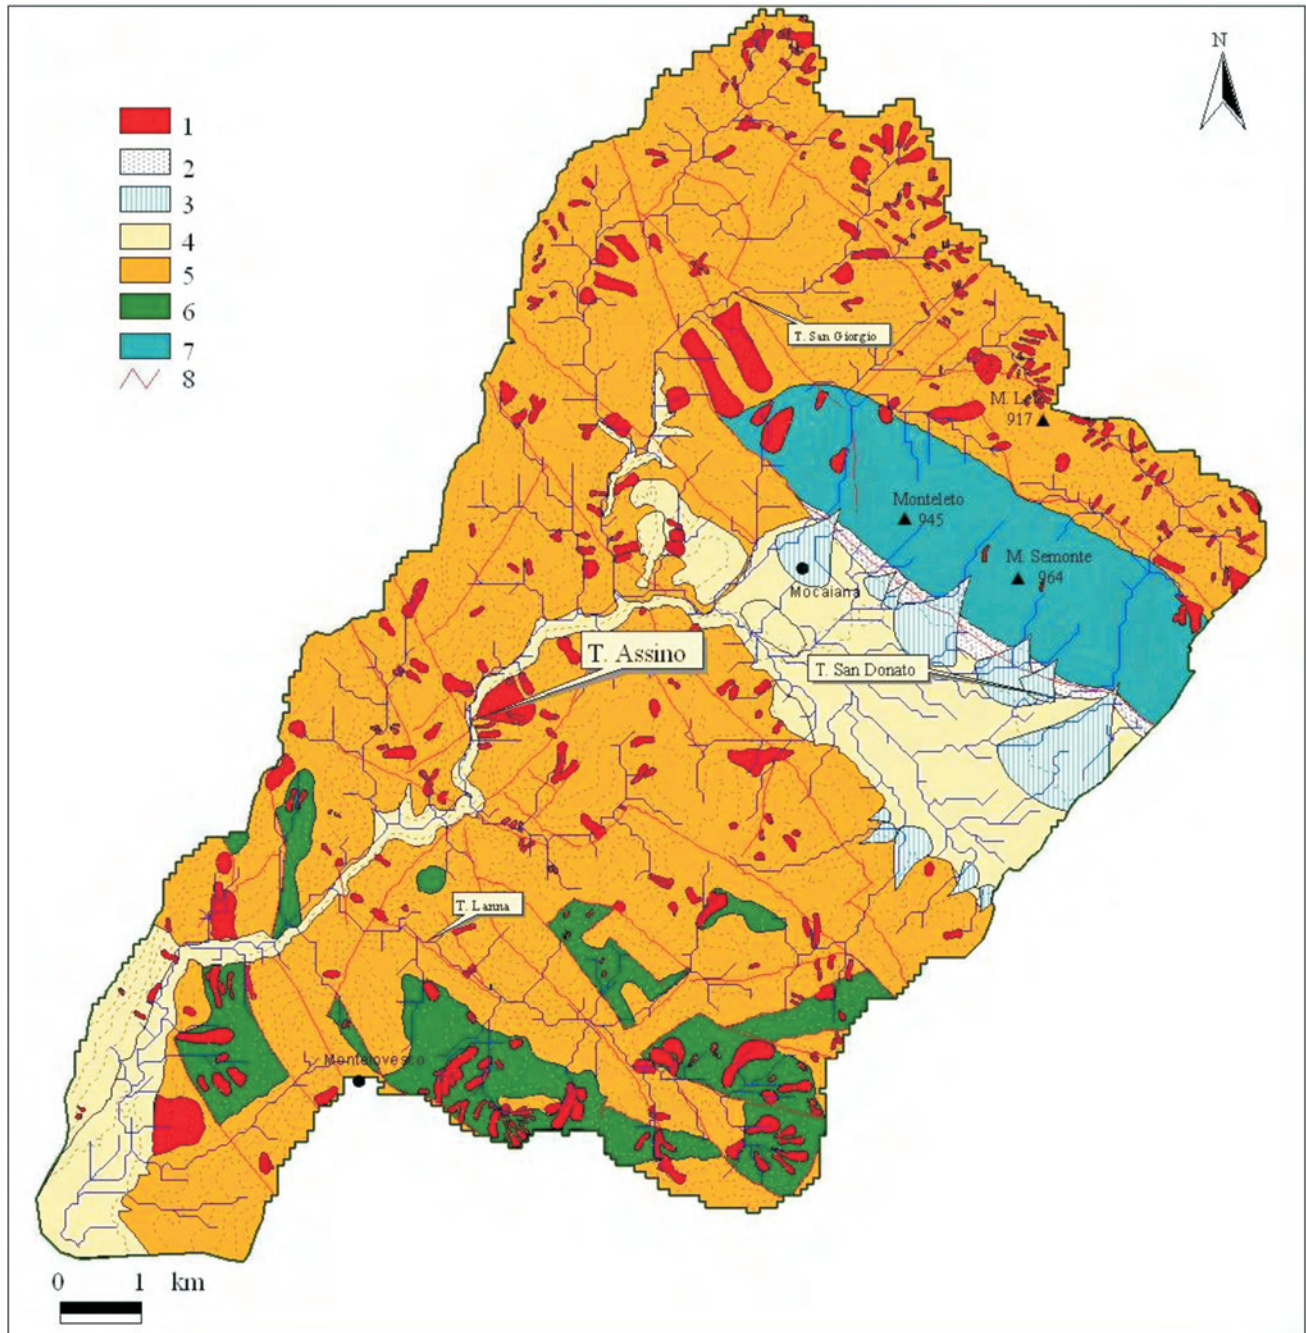 N
1
2
3
4
5
6
7
8
T. San Giorgio
917
Monteleto
945
M. Semonte
964
Mocaiana
T. Assino
T. San Donato
T. Lanna
Montelovesco
0 1 km